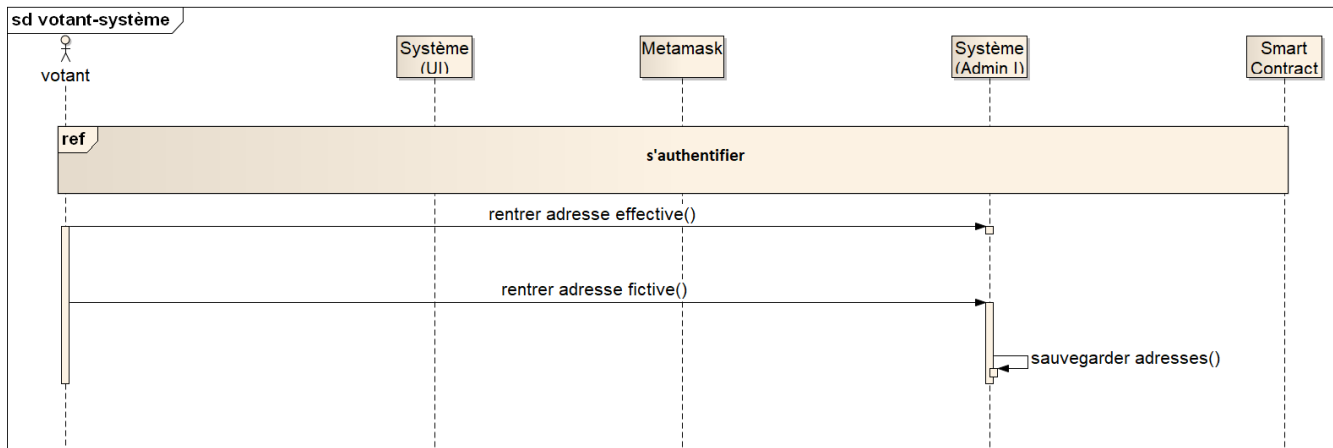 sd votant-système
votant
Système
(UI)
Metamask
Système
(Admin I)
Smart
Contract
ref
s'authentifier
rentrer adresse effective()
rentrer adresse fictive()
sauvegarder adresses()